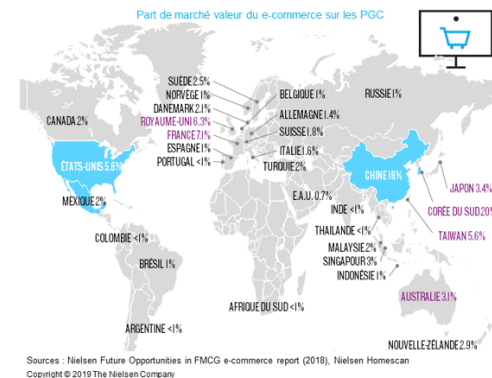 Part de marché valeur du e-commerce sur les PGC
SUÈDE 2.5%
NORVÈGE 1%
DANEMARK 2.1%
ROYAUME-UNI 6.3%
FRANCE 7.1%
ESPAGNE 1%
PORTUGAL <1%
BELGIQUE 1%
ALLEMAGNE 1.4%
SUISSE 1.8%
ITALIE 1.6%
TURQUIE 2%
RUSSIE 1%
CANADA 2%
ÉTATS-UNIS 5.6%
MEXIQUE 2%
CHINE 18%
JAPON 3.4%
CORÉE DU SUD 20%
TAIWAN 5.6%
E.A.U. 0.7%
INDE <1%
THAILANDE <1%
MALAYSIE 2%
SINGAPOUR 3%
INDONÉSIE 1%
COLOMBIE <1%
BRÉSIL 1%
ARGENTINE <1%
AFRIQUE DU SUD <1%
AUSTRALIE 3.1%
NOUVELLE-ZÉLANDE 2.9%
Sources : Nielsen Future Opportunities in FMCG e-commerce report (2018), Nielsen Homescan
Copyright © 2019 The Nielsen Company